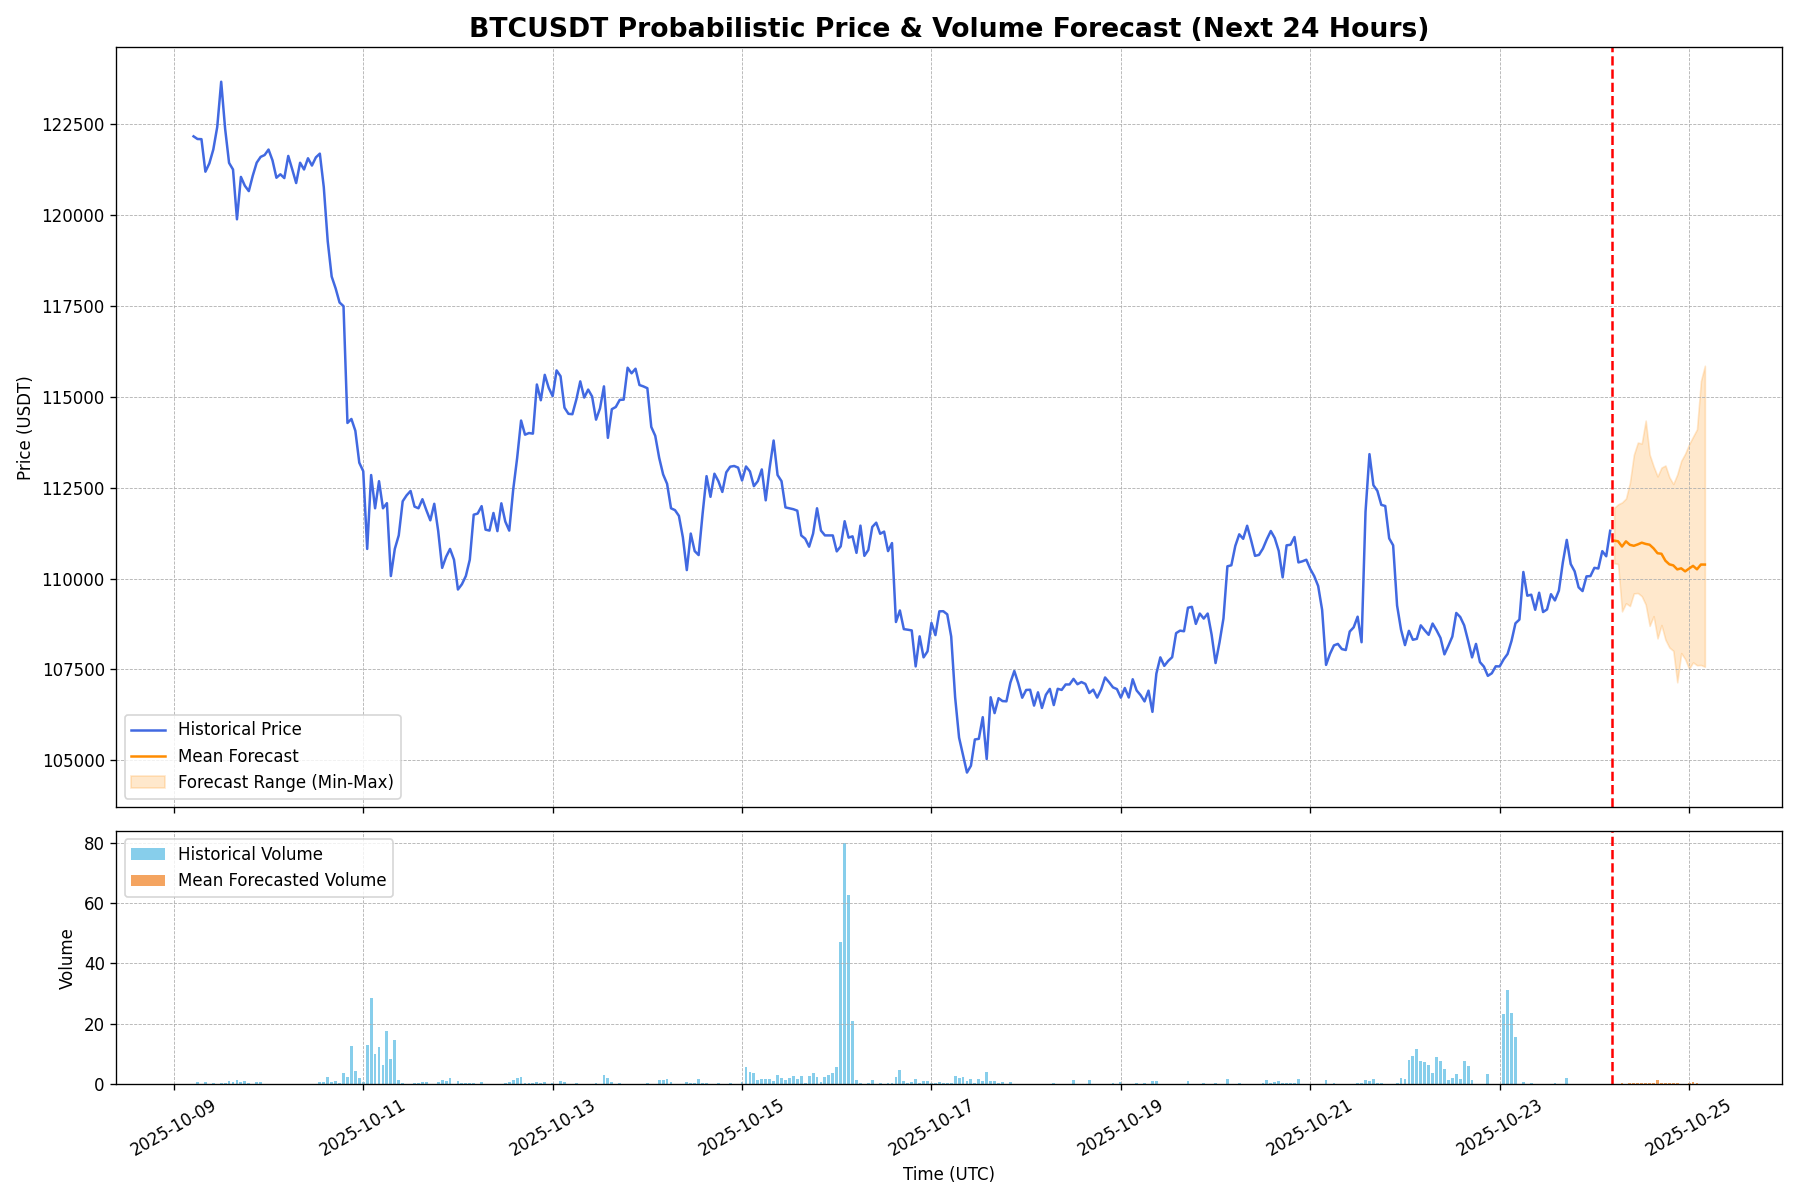 BTCUSDT Probabilistic Price & Volume Forecast (Next 24 Hours)
Price (USDT)
122500
120000
117500
115000
112500
110000
107500
105000
Historical Price
Mean Forecast
Forecast Range (Min-Max)
Volume
80
60
40
20
0
Historical Volume
Mean Forecasted Volume
2025-10-09
2025-10-11
2025-10-13
2025-10-15
2025-10-17
2025-10-19
2025-10-21
2025-10-23
2025-10-25
Time (UTC)